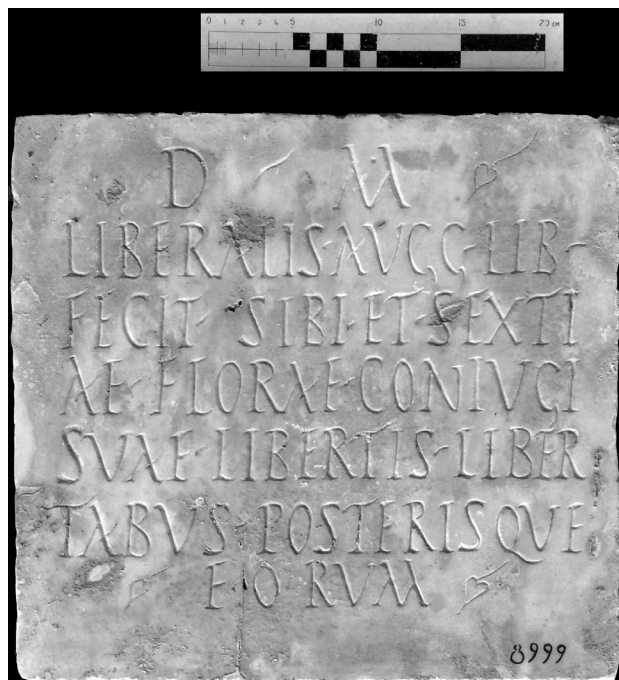 0 1 2 3 4 5 10 15 20 CM
D M
LIBERALIS·AVGG·LIB·
FECIT· SIBI·ET·SEXTI
AE·FLORAE·CONIVGI
SVAE·LIBERTIS·LIBER
TABVS·POSTERISQVE
EORVM
8999